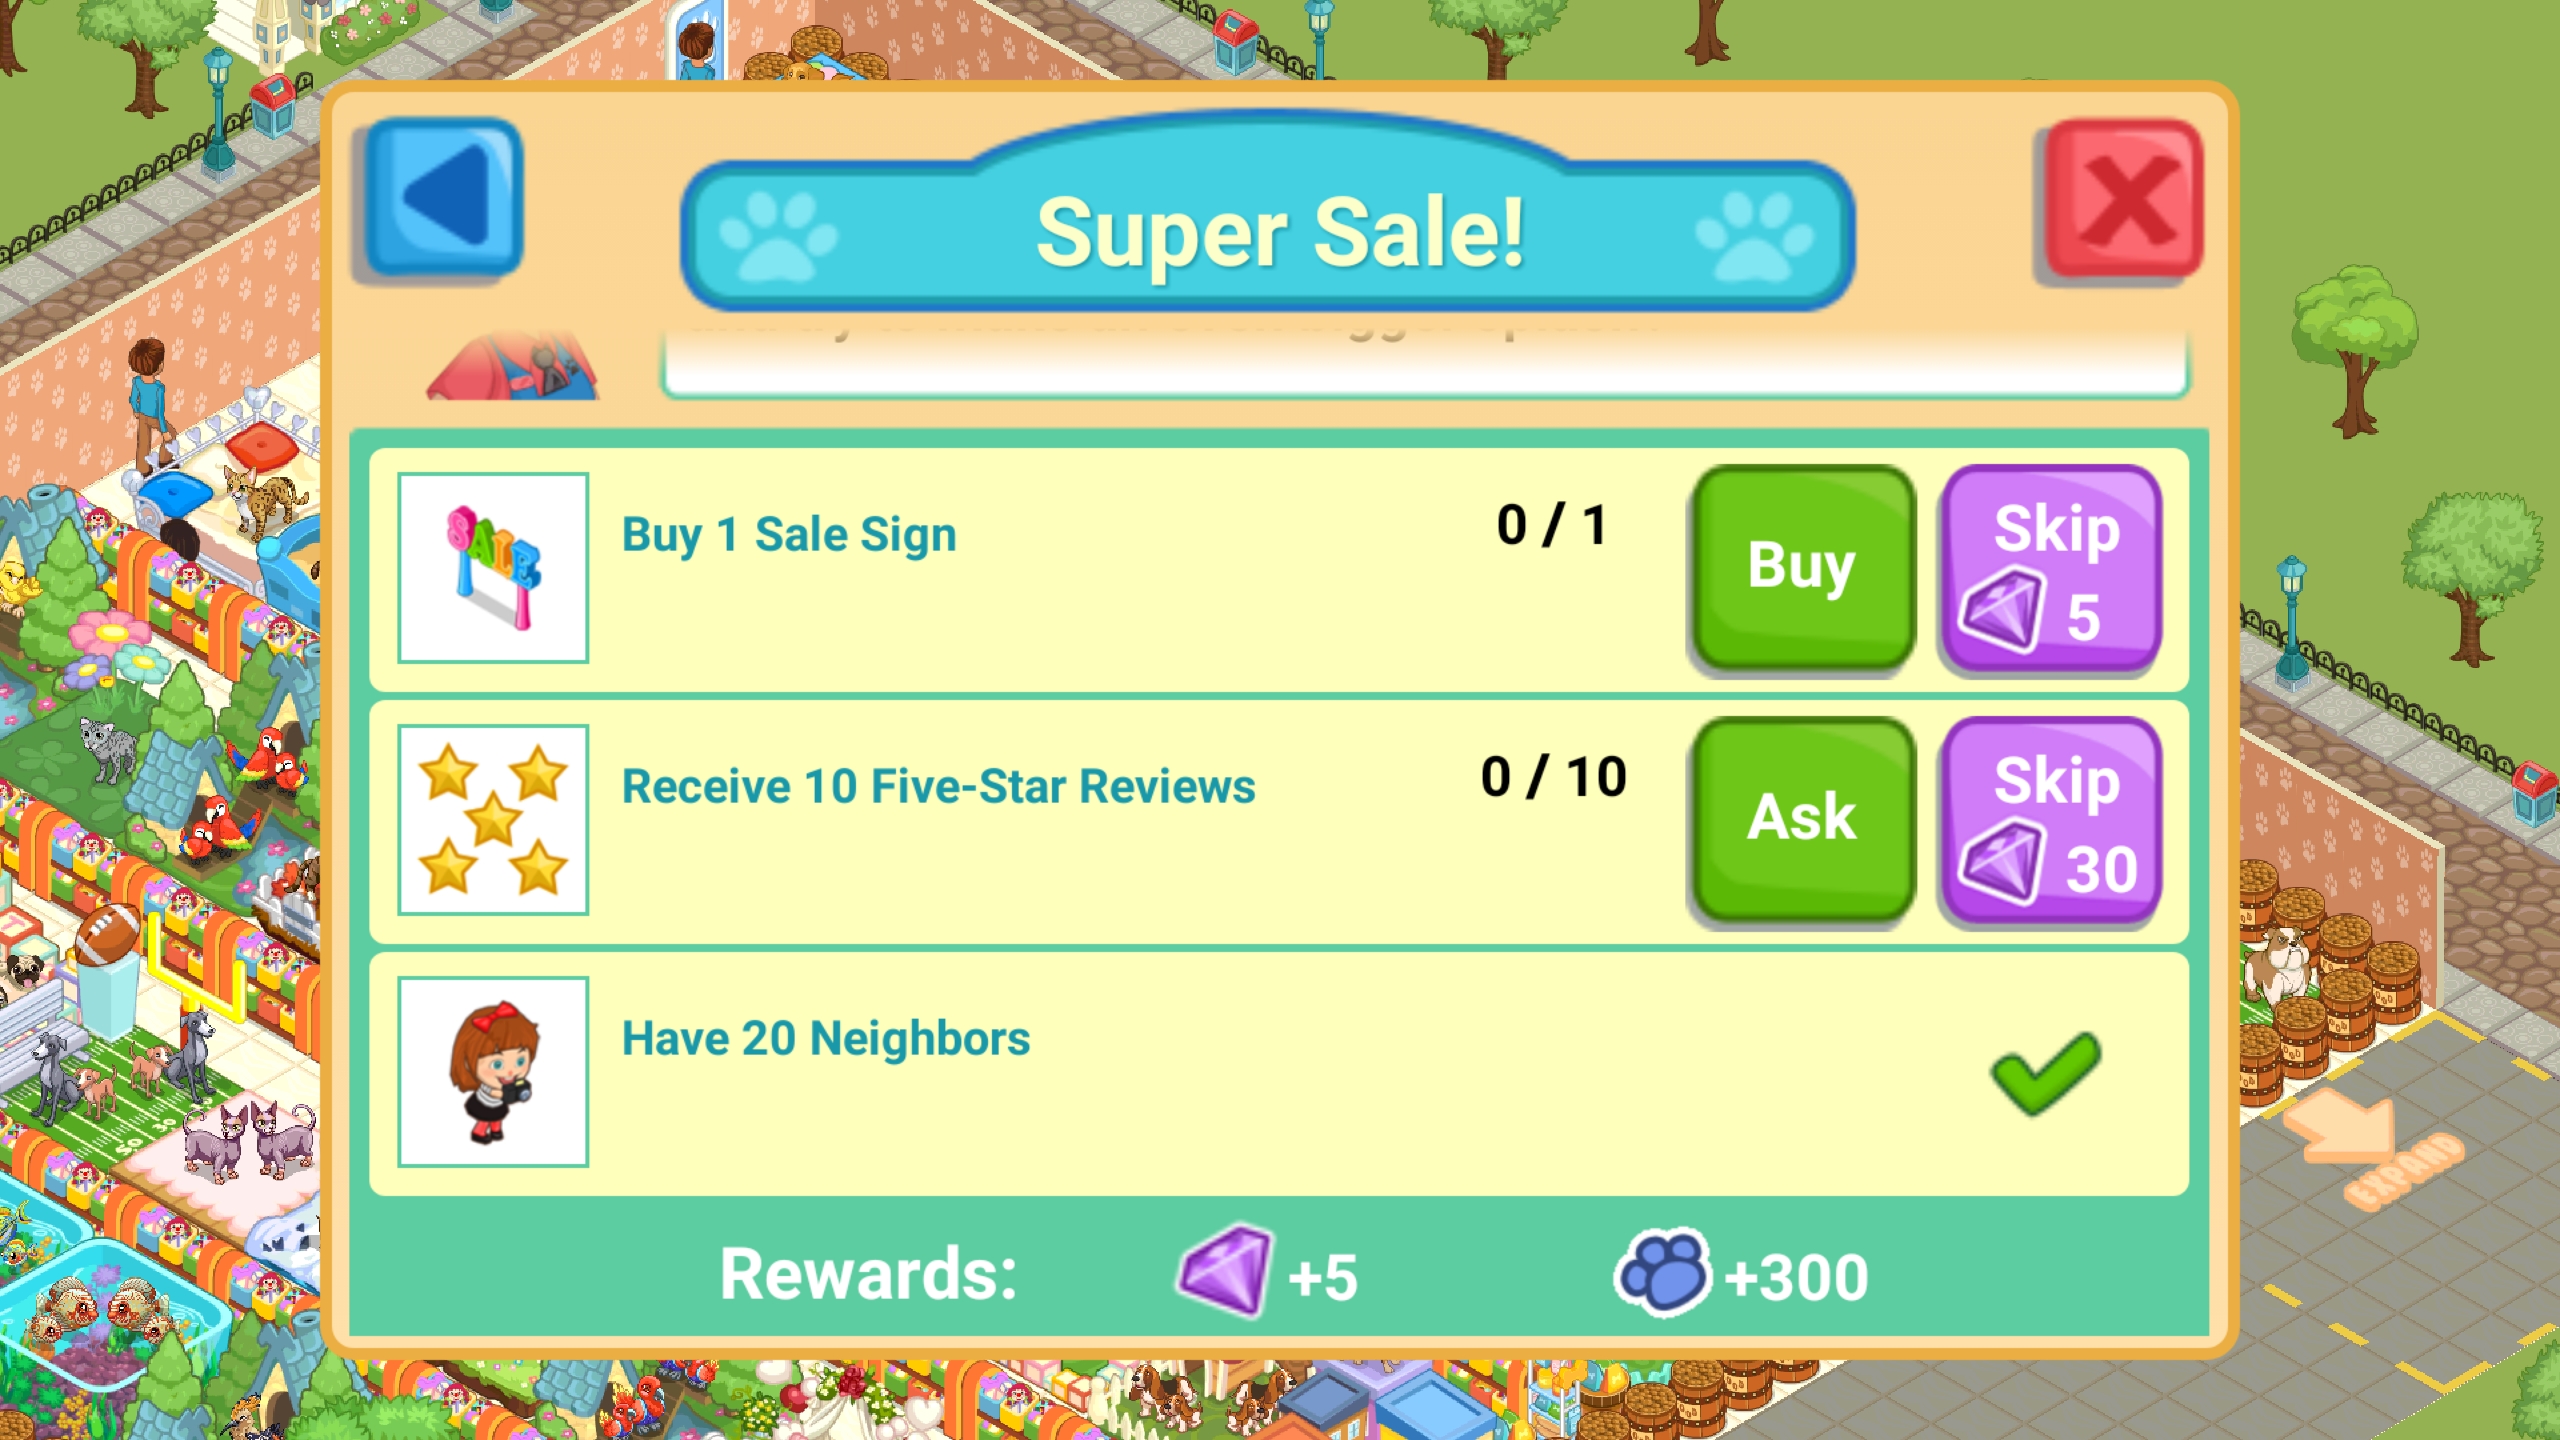 Super Sale!
Buy 1 Sale Sign
0 / 1
Buy
Skip
5
SALE
Receive 10 Five-Star Reviews
0 / 10
Ask
Skip
30
Have 20 Neighbors
Rewards:
+5
+300
EXPAND